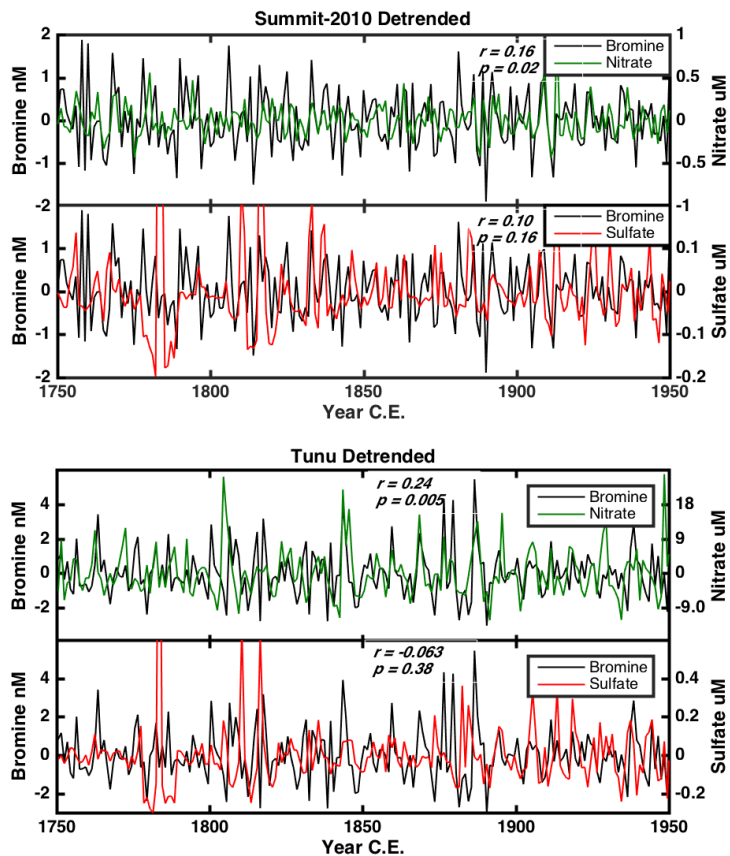 Summit-2010 Detrended
2
1
0
-1
-2
Bromine nM
r = 0.16
p = 0.02
Bromine
Nitrate
1
0.5
0
-0.5
-1
Nitrate uM
1
0
-1
-2
Bromine nM
r = 0.10
p = 0.16
Bromine
Sulfate
0.1
0
-0.1
-0.2
Sulfate uM
1750
1800
1850
1900
1950
Year C.E.
Tunu Detrended
4
2
0
-2
Bromine nM
r = 0.24
p = 0.005
Bromine
Nitrate
18
9
0
-9.0
Nitrate uM
4
2
0
-2
Bromine nM
r = -0.063
p = 0.38
Bromine
Sulfate
0.4
0.2
0
-0.2
Sulfate uM
1750
1800
1850
1900
1950
Year C.E.